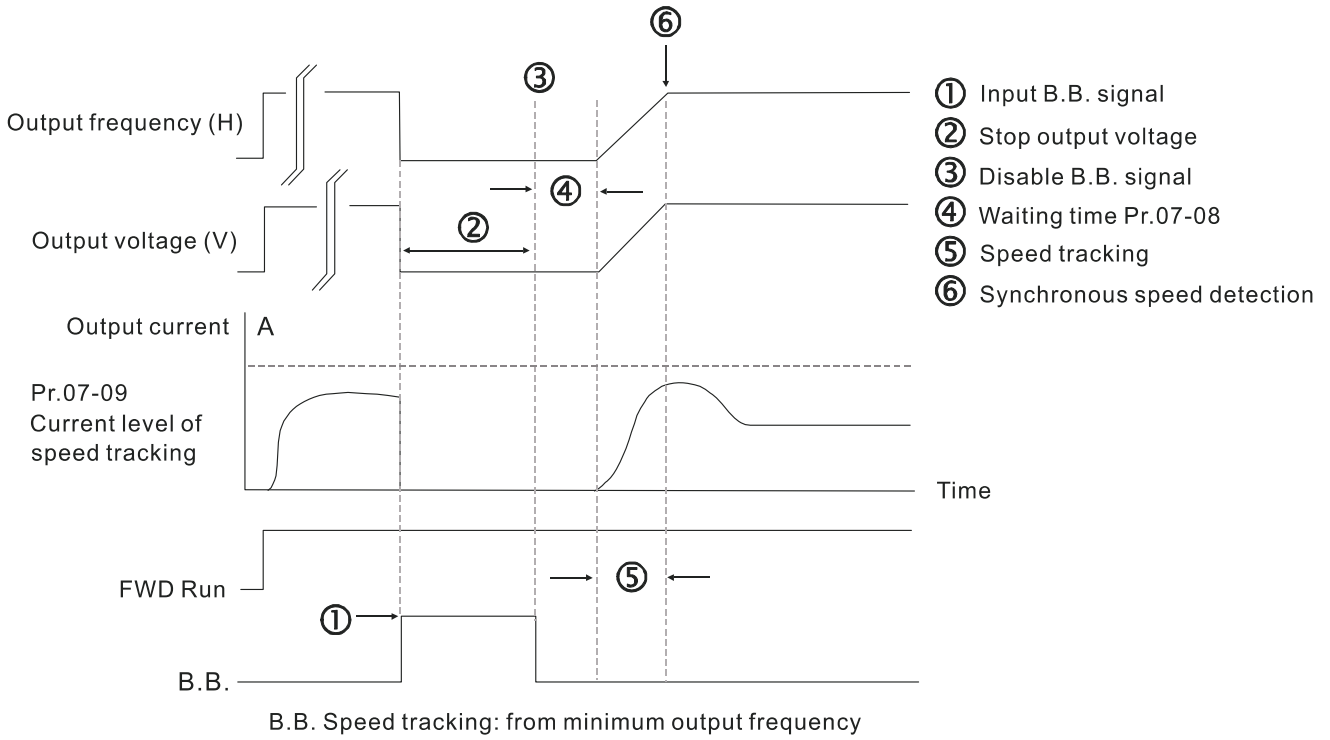 ⑥
③
Output frequency (H)
④
②
Output voltage (V)
① Input B.B. signal
② Stop output voltage
③ Disable B.B. signal
④ Waiting time Pr.07-08
⑤ Speed tracking
⑥ Synchronous speed detection
Output current A
Pr.07-09
Current level of
speed tracking
Time
FWD Run
⑤
①
B.B.
B.B. Speed tracking: from minimum output frequency